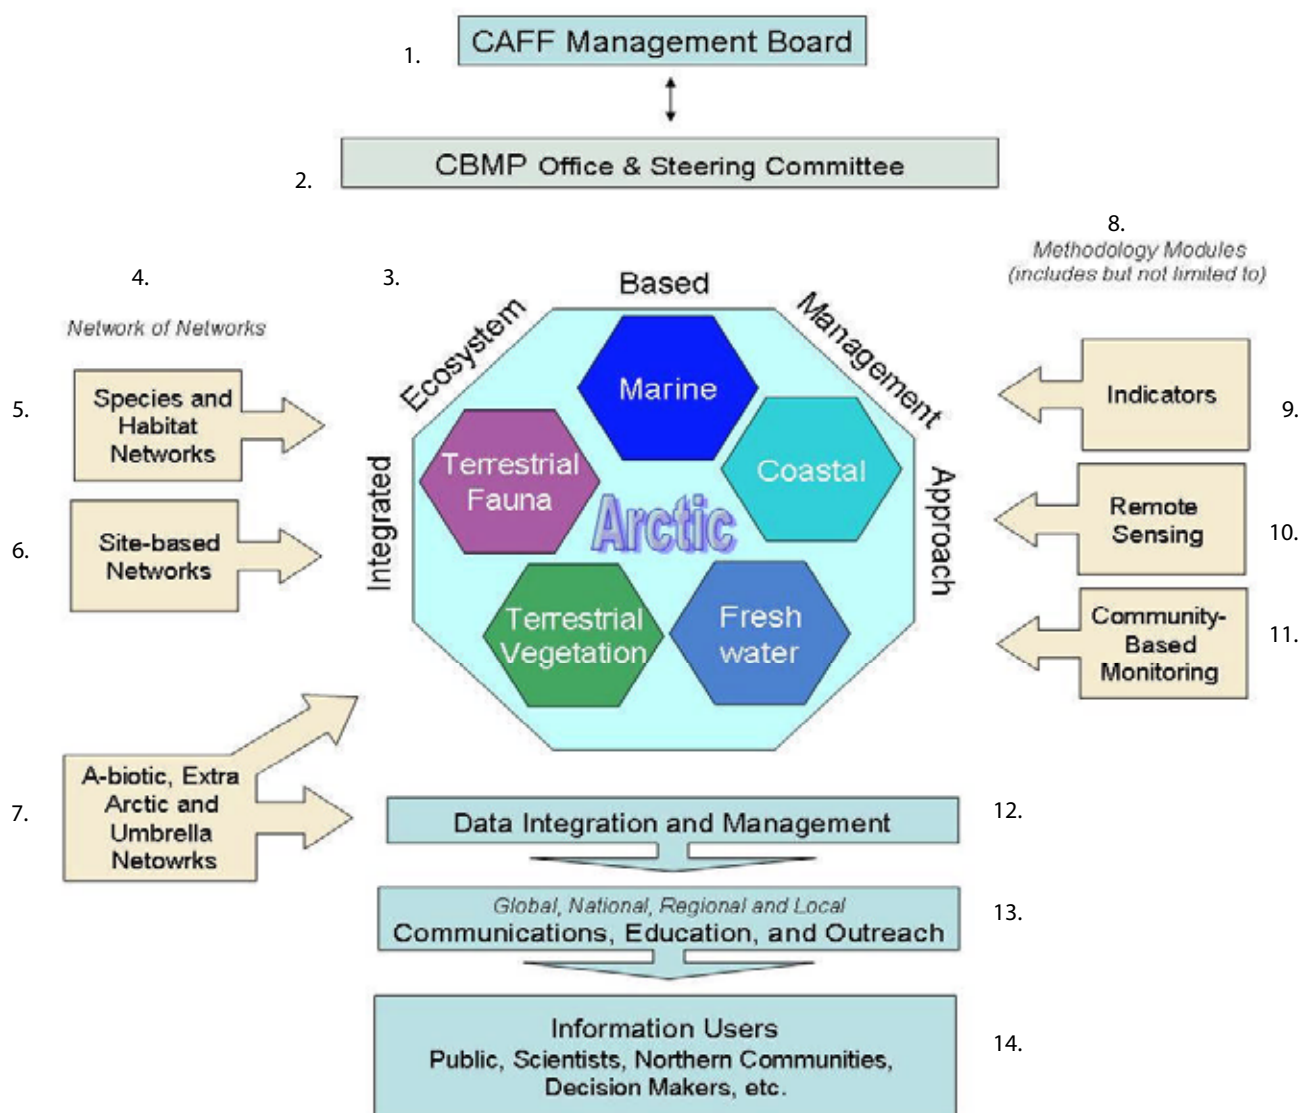 1.
CAFF Management Board
2.
CBMP Office & Steering Committee
3.
Integrated
Ecosystem
Based
Management
Approach
Marine
Coastal
Terrestrial
Fauna
Arctic
Terrestrial
Vegetation
Fresh
water
4.
Network of Networks
5.
Species and
Habitat
Networks
6.
Site-based
Networks
7.
A-biotic, Extra
Arctic and
Umbrella
Netowrks
8.
Methodology Modules
(includes but not limited to)
Indicators
9.
Remote
Sensing
10.
Community-
Based
Monitoring
11.
Data Integration and Management
12.
Global, National, Regional and Local
Communications, Education, and Outreach
13.
Information Users
Public, Scientists, Northern Communities,
Decision Makers, etc.
14.